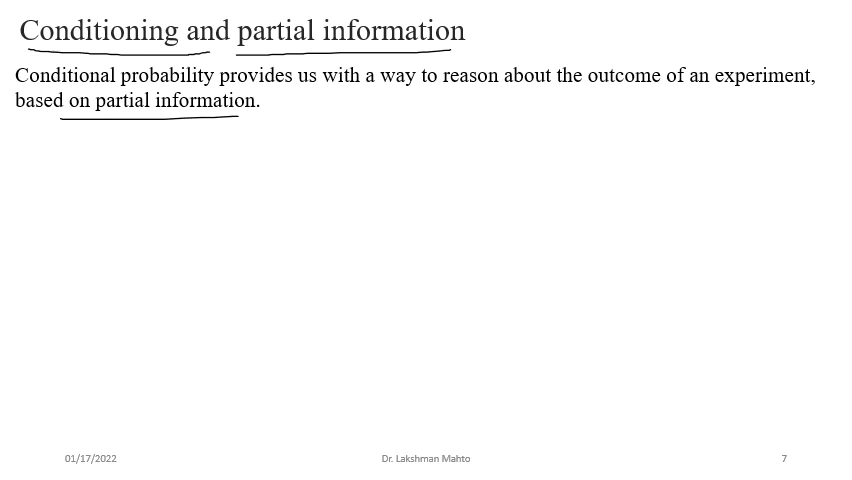 Conditioning and partial information
Conditional probability provides us with a way to reason about the outcome of an experiment,
based on partial information.
01/17/2022
Dr. Lakshman Mahto
7